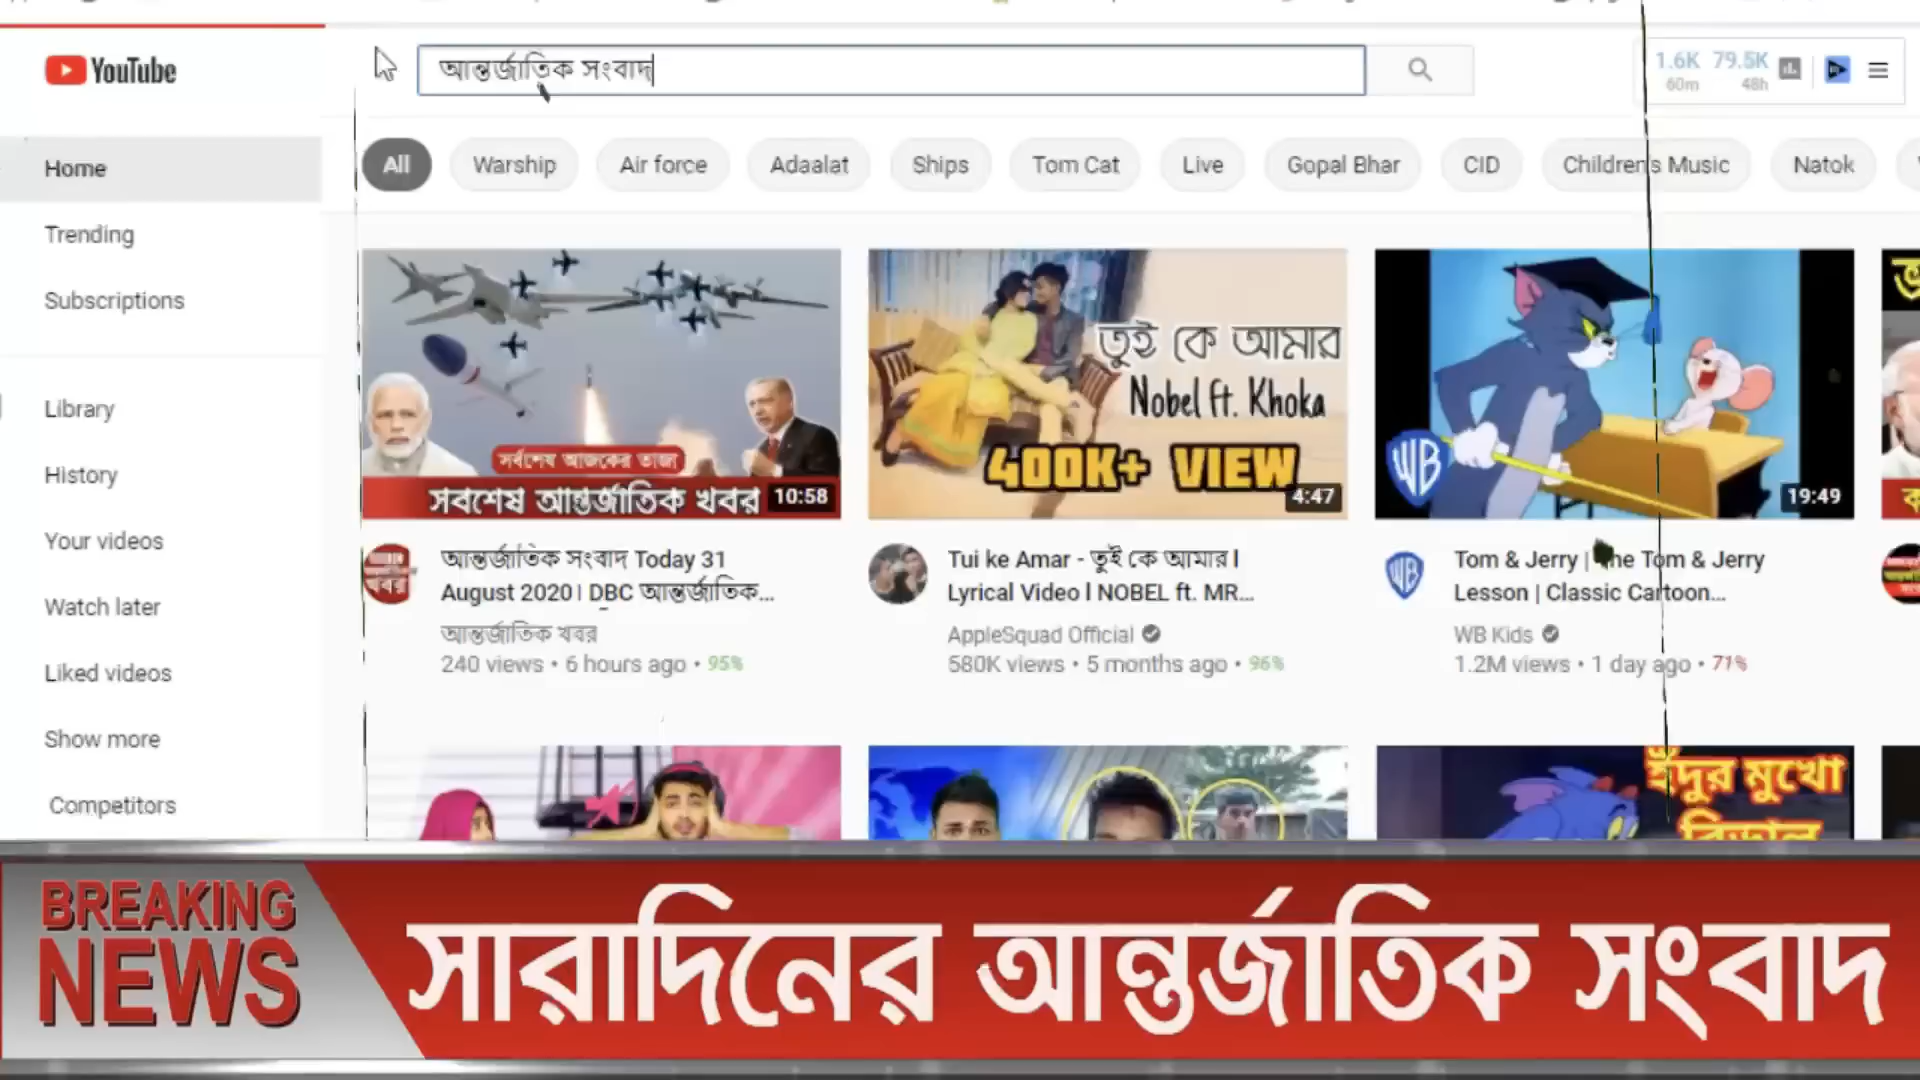 YouTube
আন্তর্জাতিক সংবাদ
1.6K 79.5K
60m 48h
Home
Trending
Subscriptions
Library
History
Your videos
Watch later
Liked videos
Show more
Competitors
All Warship Air force Adaalat Ships Tom Cat Live Gopal Bhar CID Children's Music Natok
সর্বশেষ আজকের তাজা
সবশেষ আন্তর্জাতিক খবর 10:58
আন্তর্জাতিক সংবাদ Today 31
August 2020 । DBC আন্তর্জাতিক...
আন্তর্জাতিক খবর
240 views • 6 hours ago • 95%
তুই কে আমার
Nobel ft. Khoka
400K+ VIEW
4:47
Tui ke Amar - তুই কে আমার l
Lyrical Video l NOBEL ft. MR...
AppleSquad Official
580K views • 5 months ago • 96%
WB
19:49
Tom & Jerry | The Tom & Jerry
Lesson | Classic Cartoon...
WB Kids
1.2M views • 1 day ago • 71%
খবর
ইঁদুর মুখো
BREAKING
NEWS
সারাদিনের আন্তর্জাতিক সংবাদ